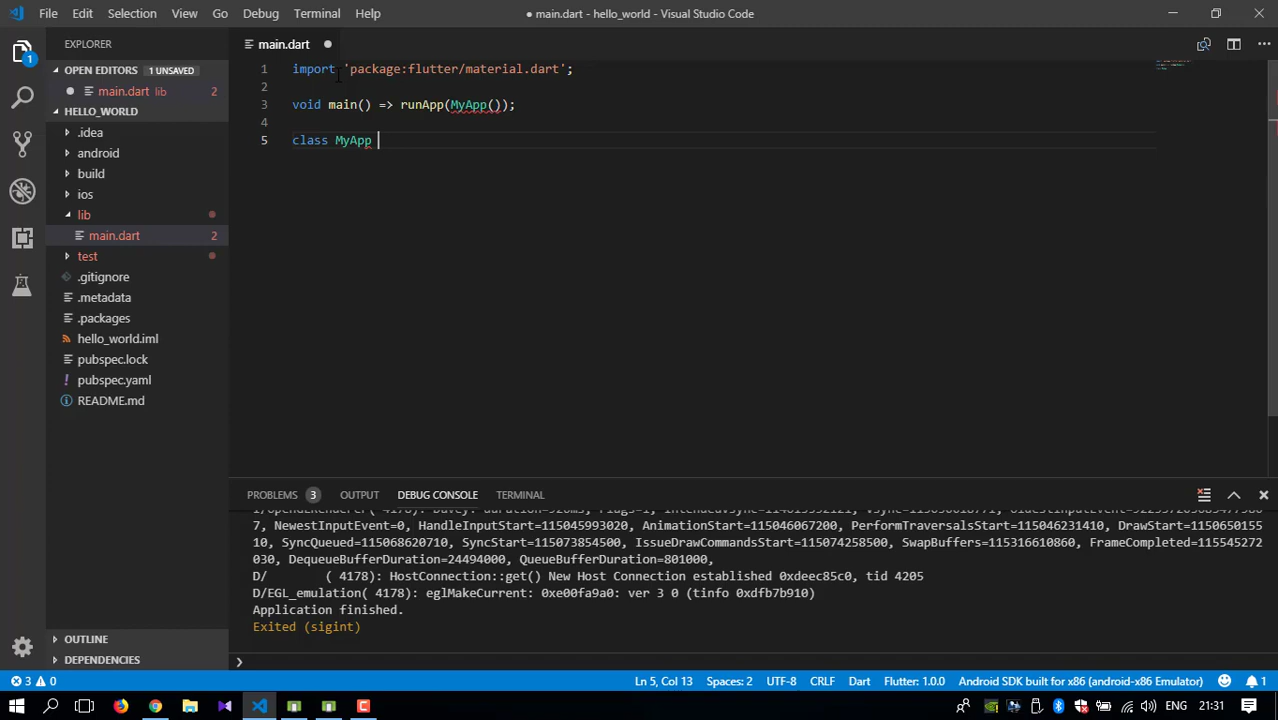 File Edit Selection View Go Debug Terminal Help
● main.dart - hello_world - Visual Studio Code
EXPLORER
main.dart
OPEN EDITORS 1 UNSAVED
main.dart lib
HELLO_WORLD
.idea
android
build
ios
lib
main.dart 2
test
.gitignore
.metadata
.packages
hello_world.iml
pubspec.lock
pubspec.yaml
README.md
OUTLINE
DEPENDENCIES
1 import 'package:flutter/material.dart';
2
3 void main() => runApp(MyApp());
4
5 class MyApp
PROBLEMS 3 OUTPUT DEBUG CONSOLE TERMINAL
7, NewestInputEvent=0, HandleInputStart=115045993020, AnimationStart=115046067200, PerformTraversalsStart=115046231410, DrawStart=1150650155
10, SyncQueued=115068620710, SyncStart=115073854500, IssueDrawCommandsStart=115074258500, SwapBuffers=115316610860, FrameCompleted=115545272
030, DequeueBufferDuration=24494000, QueueBufferDuration=801000,
D/        ( 4178): HostConnection::get() New Host Connection established 0xdeec85c0, tid 4205
D/EGL_emulation( 4178): eglMakeCurrent: 0xe00fa9a0: ver 3 0 (tinfo 0xdfb7b910)
Application finished.
Exited (sigint)
3 0 Ln 5, Col 13 Spaces: 2 UTF-8 CRLF Dart Flutter: 1.0.0 Android SDK built for x86 (android-x86 Emulator) 1
ENG 21:31